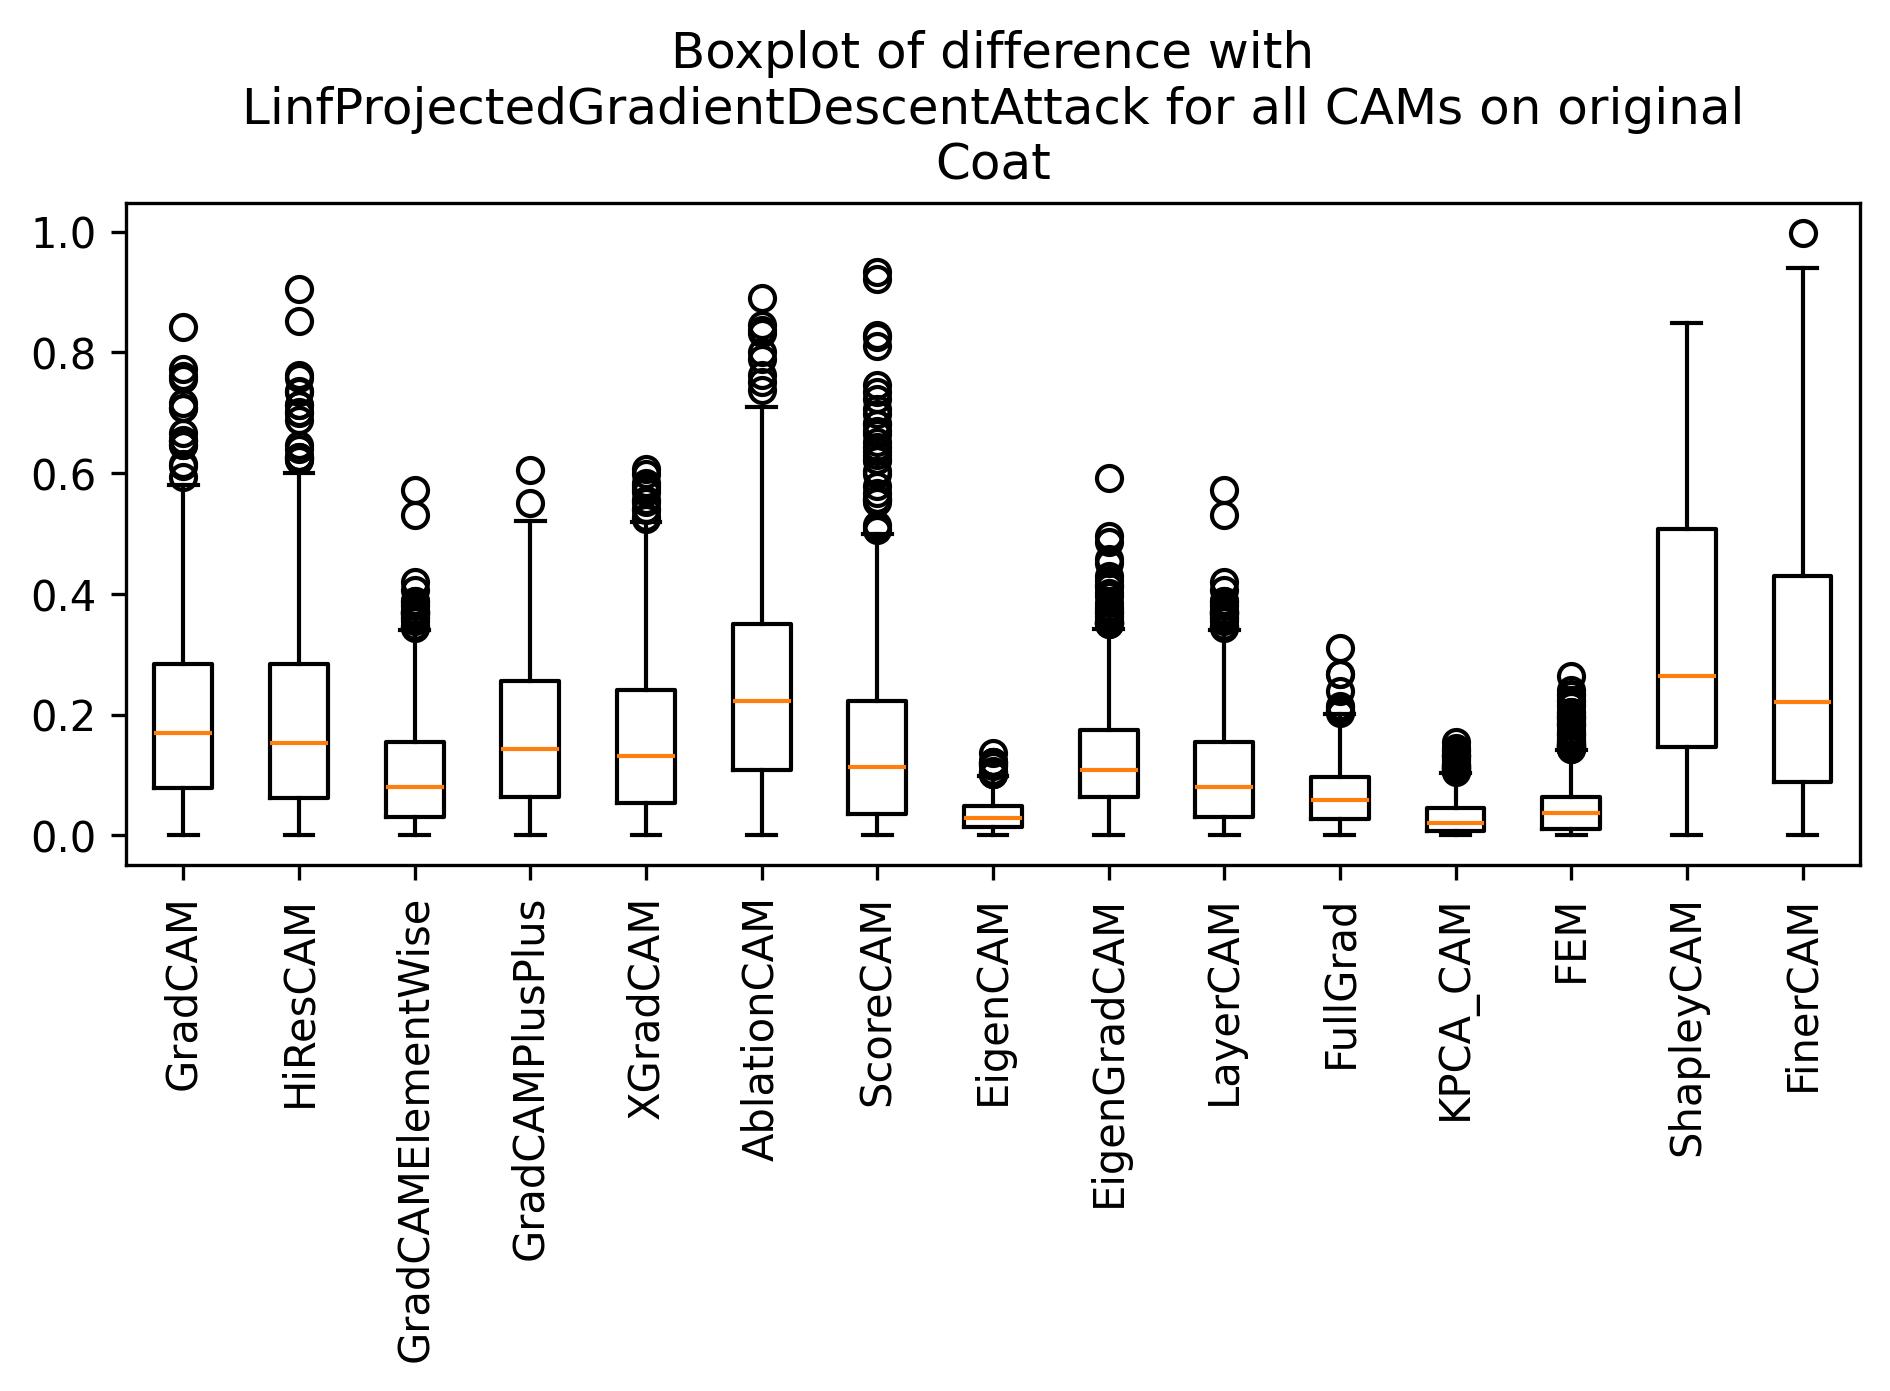 Boxplot of difference with
LinfProjectedGradientDescentAttack for all CAMs on original
Coat
1.0
0.8
0.6
0.4
0.2
0.0
GradCAM
HiResCAM
GradCAMElementWise
GradCAMPlusPlus
XGradCAM
AblationCAM
ScoreCAM
EigenCAM
EigenGradCAM
LayerCAM
FullGrad
KPCA_CAM
FEM
ShapleyCAM
FinerCAM